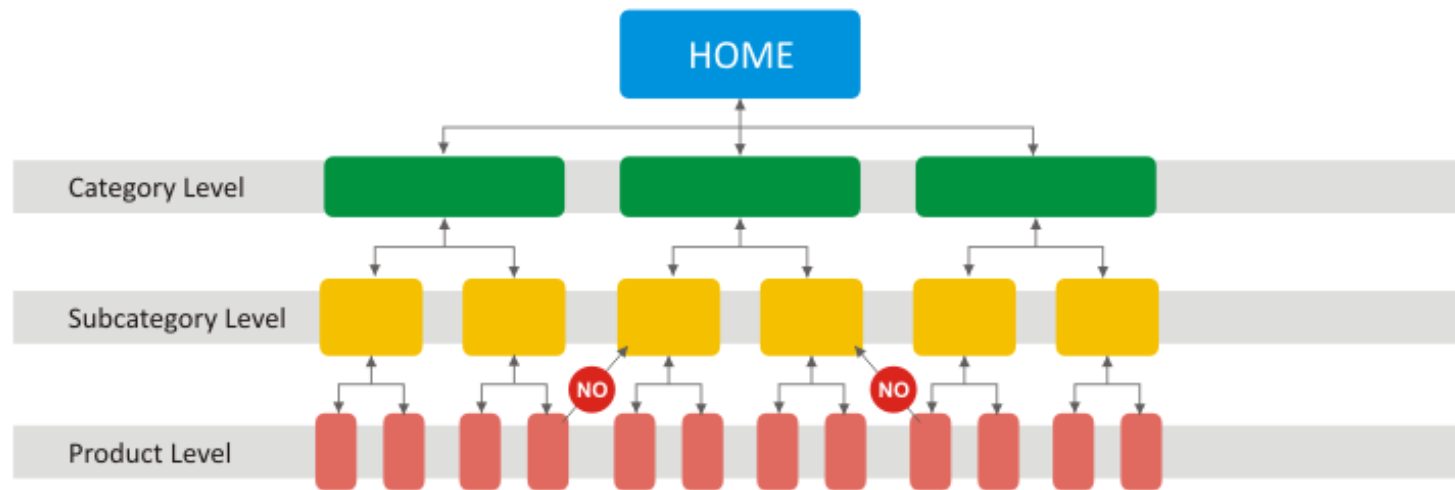 HOME
Category Level
Subcategory Level
NO
NO
Product Level